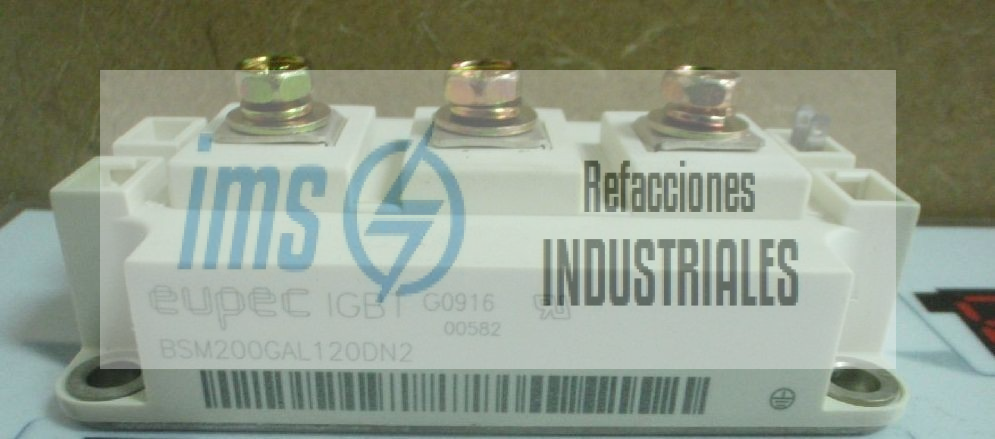 ims
Refacciones
INDUSTRIALES
eupec IGBT G0916
00582
BSM200GAL120DN2